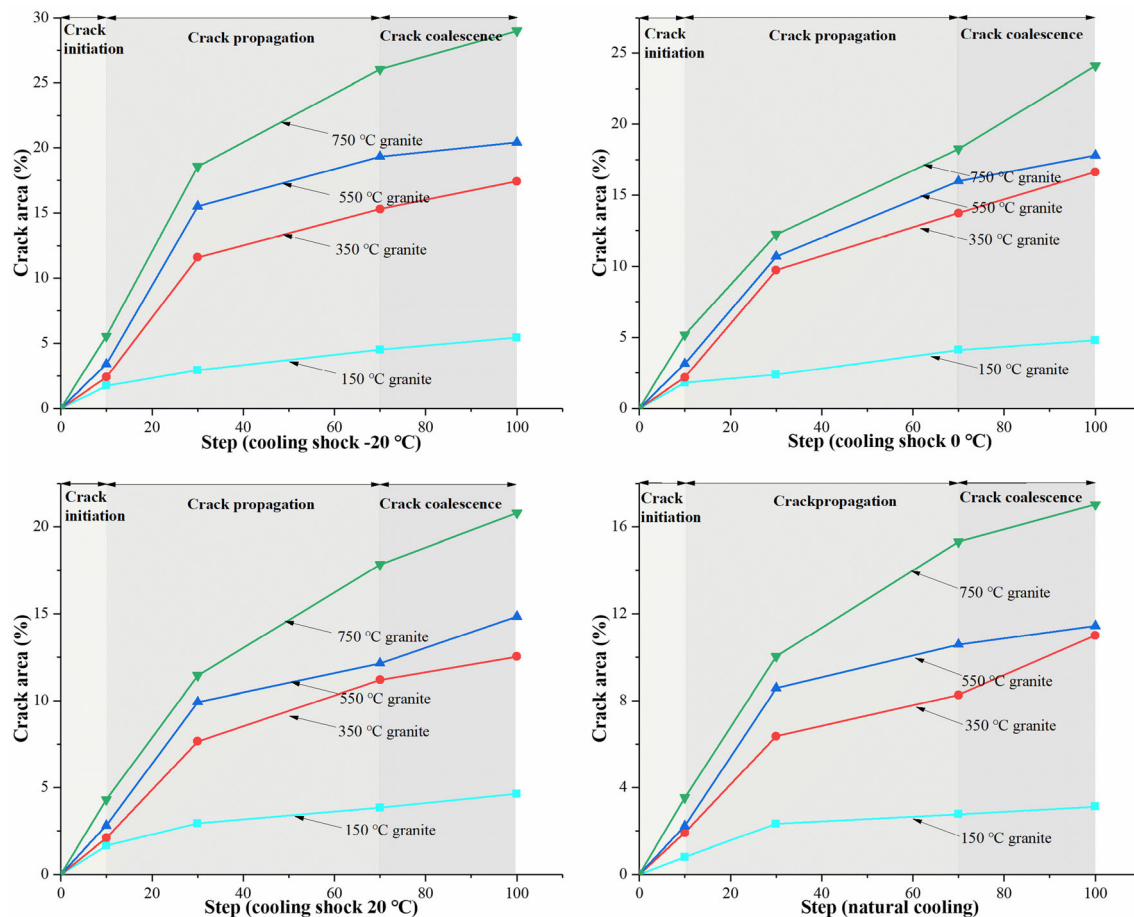 30
25
20
15
10
5
0
Crack area (%)
Crack
initiation
Crack propagation
Crack coalescence
750 °C granite
550 °C granite
350 °C granite
150 °C granite
0 20 40 60 80 100
Step (cooling shock -20 °C)
25
20
15
10
5
0
Crack area (%)
Crack
initiation
Crack propagation
Crack coalescence
750 °C granite
550 °C granite
350 °C granite
150 °C granite
0 20 40 60 80 100
Step (cooling shock 0 °C)
20
15
10
5
0
Crack area (%)
Crack
initiation
Crack propagation
Crack coalescence
750 °C granite
550 °C granite
350 °C granite
150 °C granite
0 20 40 60 80 100
Step (cooling shock 20 °C)
16
12
8
4
0
Crack area (%)
Crack
initiation
Crackpropagation
Crack coalescence
750 °C granite
550 °C granite
350 °C granite
150 °C granite
0 20 40 60 80 100
Step (natural cooling)